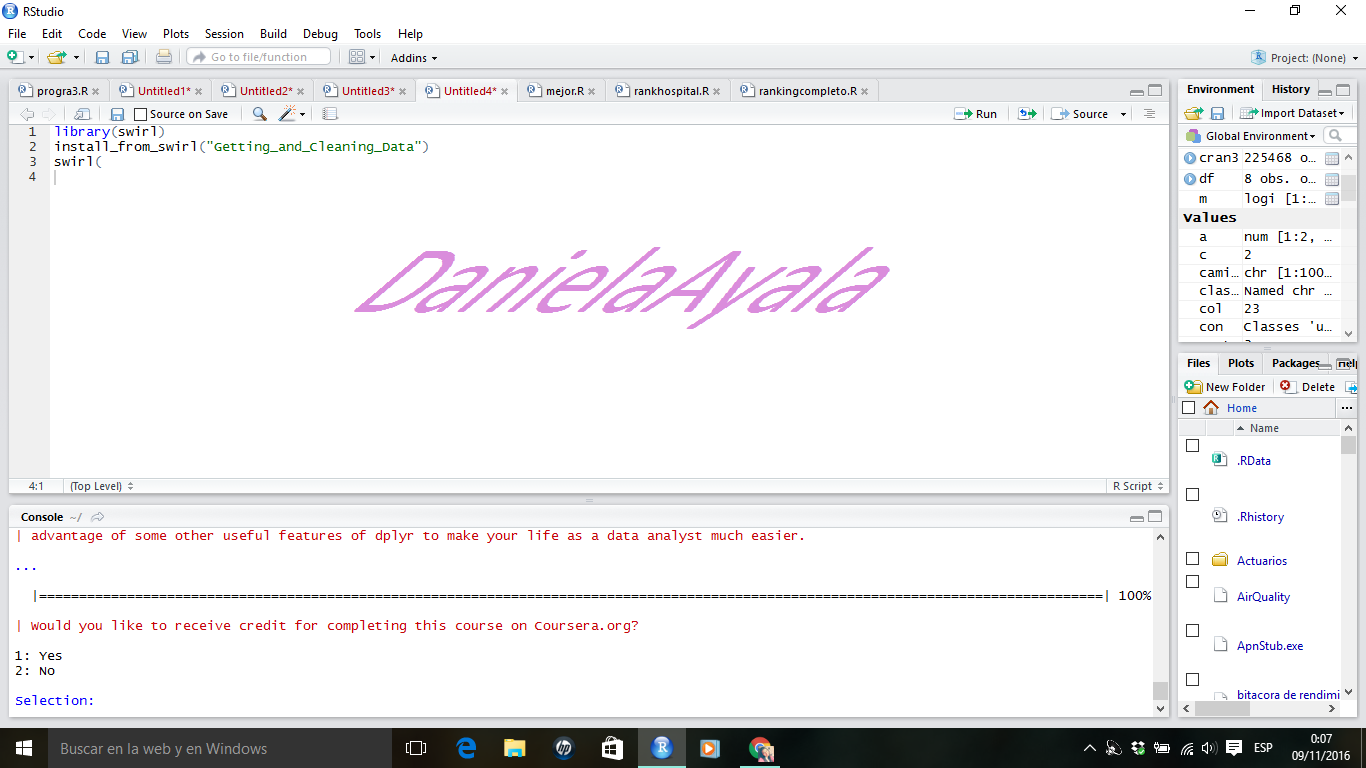 RStudio
File Edit Code View Plots Session Build Debug Tools Help
Go to file/function Addins Project: (None)
progra3.R Untitled1* Untitled2* Untitled3* Untitled4* mejor.R rankhospital.R rankingcompleto.R
Source on Save Run Source
1 library(swirl)
2 install_from_swirl("Getting_and_Cleaning_Data")
3 swirl(
4
DanielaAyala
4:1 (Top Level) R Script
Console ~/
| advantage of some other useful features of dplyr to make your life as a data analyst much easier.
...
|====================================================================================================================================| 100%
| Would you like to receive credit for completing this course on Coursera.org?
1: Yes
2: No
Selection:
Environment History
Import Dataset
Global Environment
cran3 225468 o…
df 8 obs. o…
m logi [1:…
Values
a num [1:2, …
c 2
cami… chr [1:100…
clas… Named chr …
col 23
con Classes 'u…
Files Plots Packages Help
New Folder Delete
Home ...
Name
.RData
.Rhistory
Actuarios
AirQuality
ApnStub.exe
bitacora de rendimi
Buscar en la web y en Windows
ESP
0:07
09/11/2016